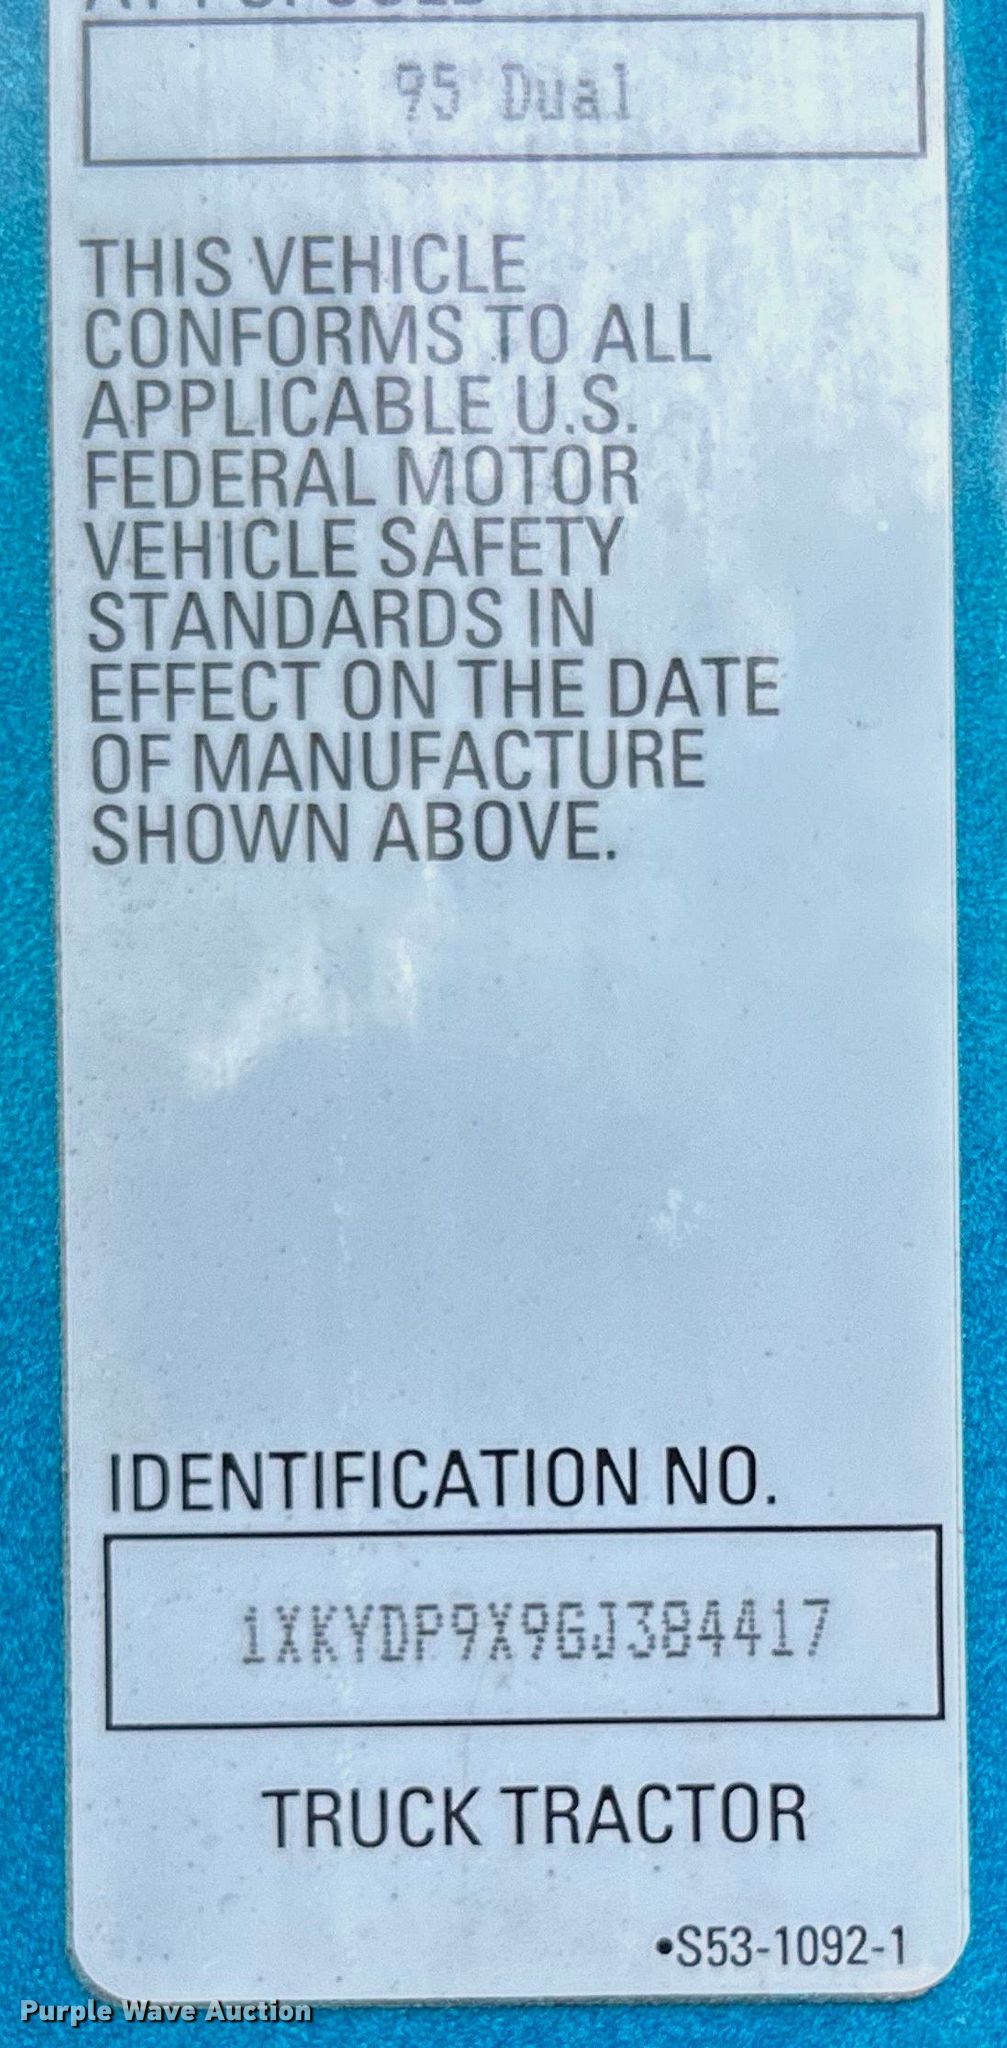 95 Dual
THIS VEHICLE
CONFORMS TO ALL
APPLICABLE U.S.
FEDERAL MOTOR
VEHICLE SAFETY
STANDARDS IN
EFFECT ON THE DATE
OF MANUFACTURE
SHOWN ABOVE.
IDENTIFICATION NO.
1XKYDP9X9GJ384417
TRUCK TRACTOR
•S53-1092-1
Purple Wave Auction